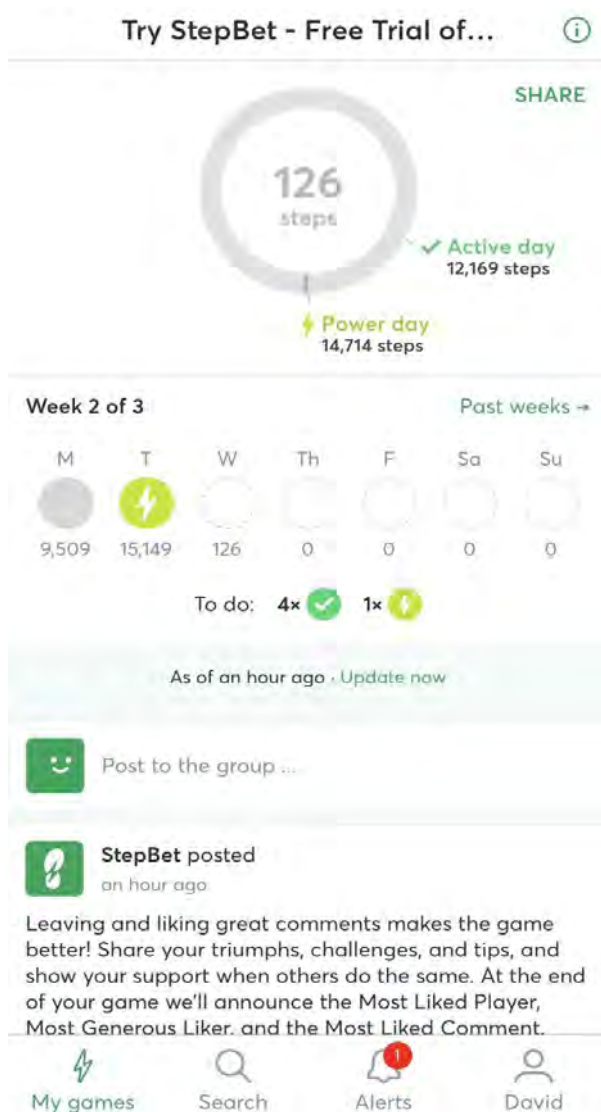 Try StepBet - Free Trial of...
SHARE
126
steps
Active day
12,169 steps
Power day
14,714 steps
Week 2 of 3
Past weeks →
M T W Th F Sa Su
9,509 15,149 126 0 0 0 0
To do: 4× 1×
As of an hour ago · Update now
Post to the group ...
StepBet posted
an hour ago
Leaving and liking great comments makes the game
better! Share your triumphs, challenges, and tips, and
show your support when others do the same. At the end
of your game we'll announce the Most Liked Player,
Most Generous Liker, and the Most Liked Comment.
1
My games Search Alerts David